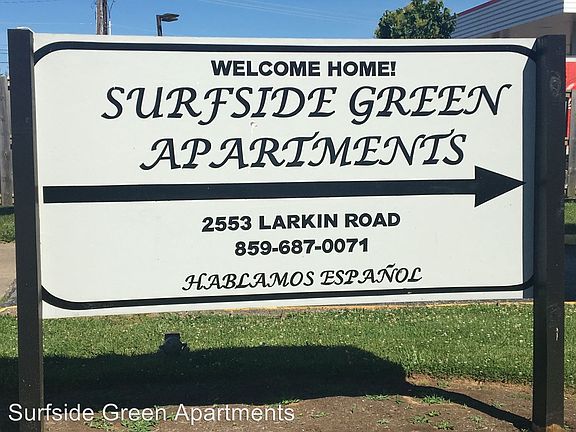 WELCOME HOME!
SURFSIDE GREEN
APARTMENTS
2553 LARKIN ROAD
859-687-0071
HABLAMOS ESPAÑOL
Surfside Green Apartments